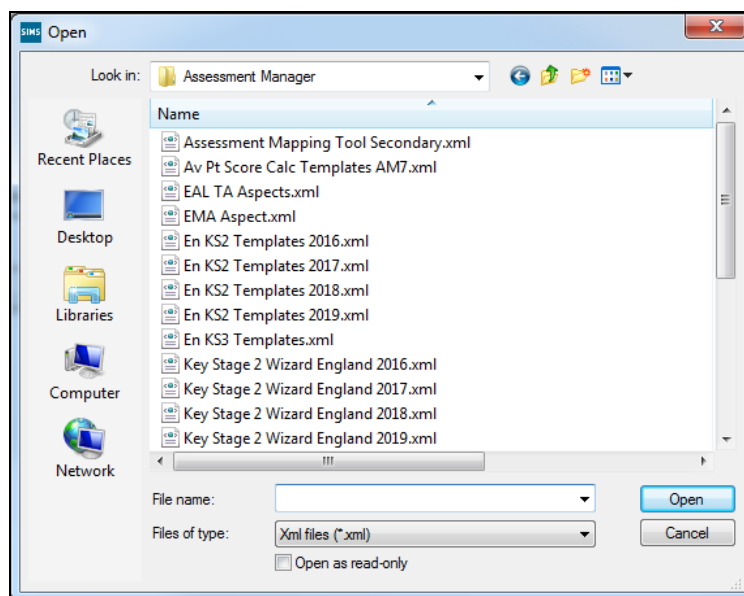 SIMS Open
Look in: Assessment Manager
Name
Recent Places
Desktop
Libraries
Computer
Network
Assessment Mapping Tool Secondary.xml
Av Pt Score Calc Templates AM7.xml
EAL TA Aspects.xml
EMA Aspect.xml
En KS2 Templates 2016.xml
En KS2 Templates 2017.xml
En KS2 Templates 2018.xml
En KS2 Templates 2019.xml
En KS3 Templates.xml
Key Stage 2 Wizard England 2016.xml
Key Stage 2 Wizard England 2017.xml
Key Stage 2 Wizard England 2018.xml
Key Stage 2 Wizard England 2019.xml
File name: Open
Files of type: Xml files (*.xml) Cancel
Open as read-only